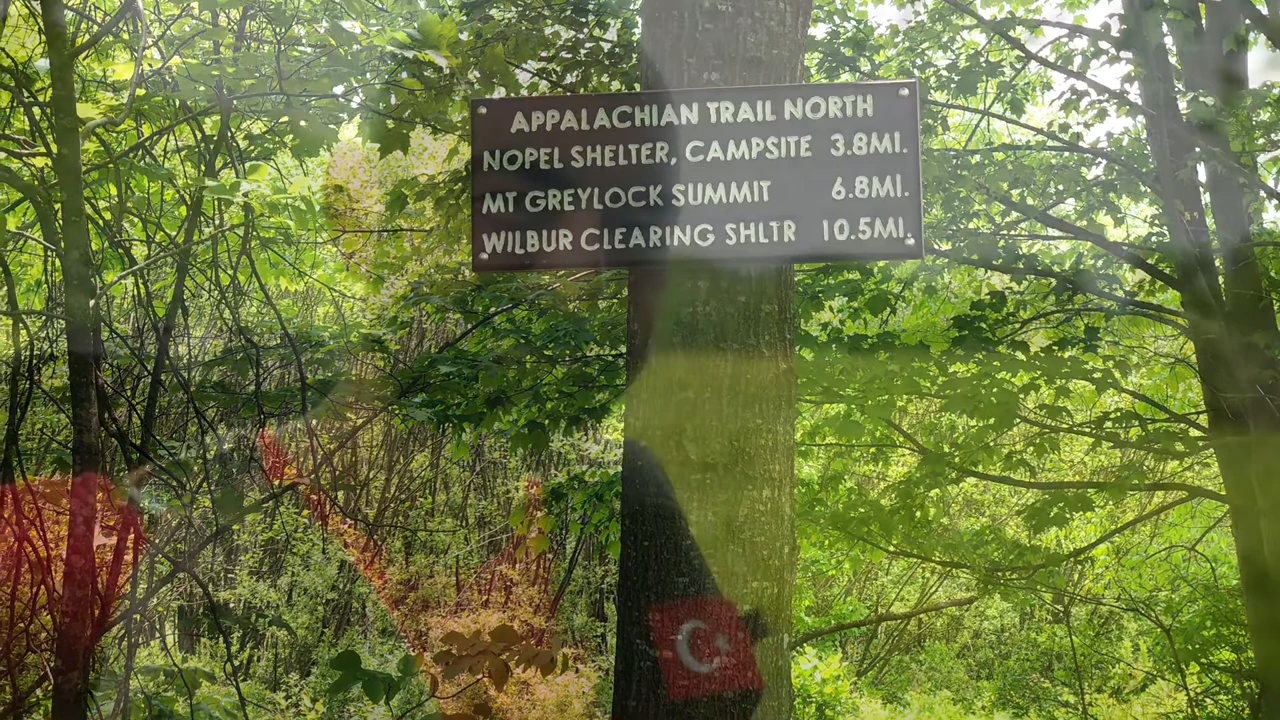 APPALACHIAN TRAIL NORTH
NOPEL SHELTER, CAMPSITE 3.8MI.
MT GREYLOCK SUMMIT 6.8MI.
WILBUR CLEARING SHLTR 10.5MI.